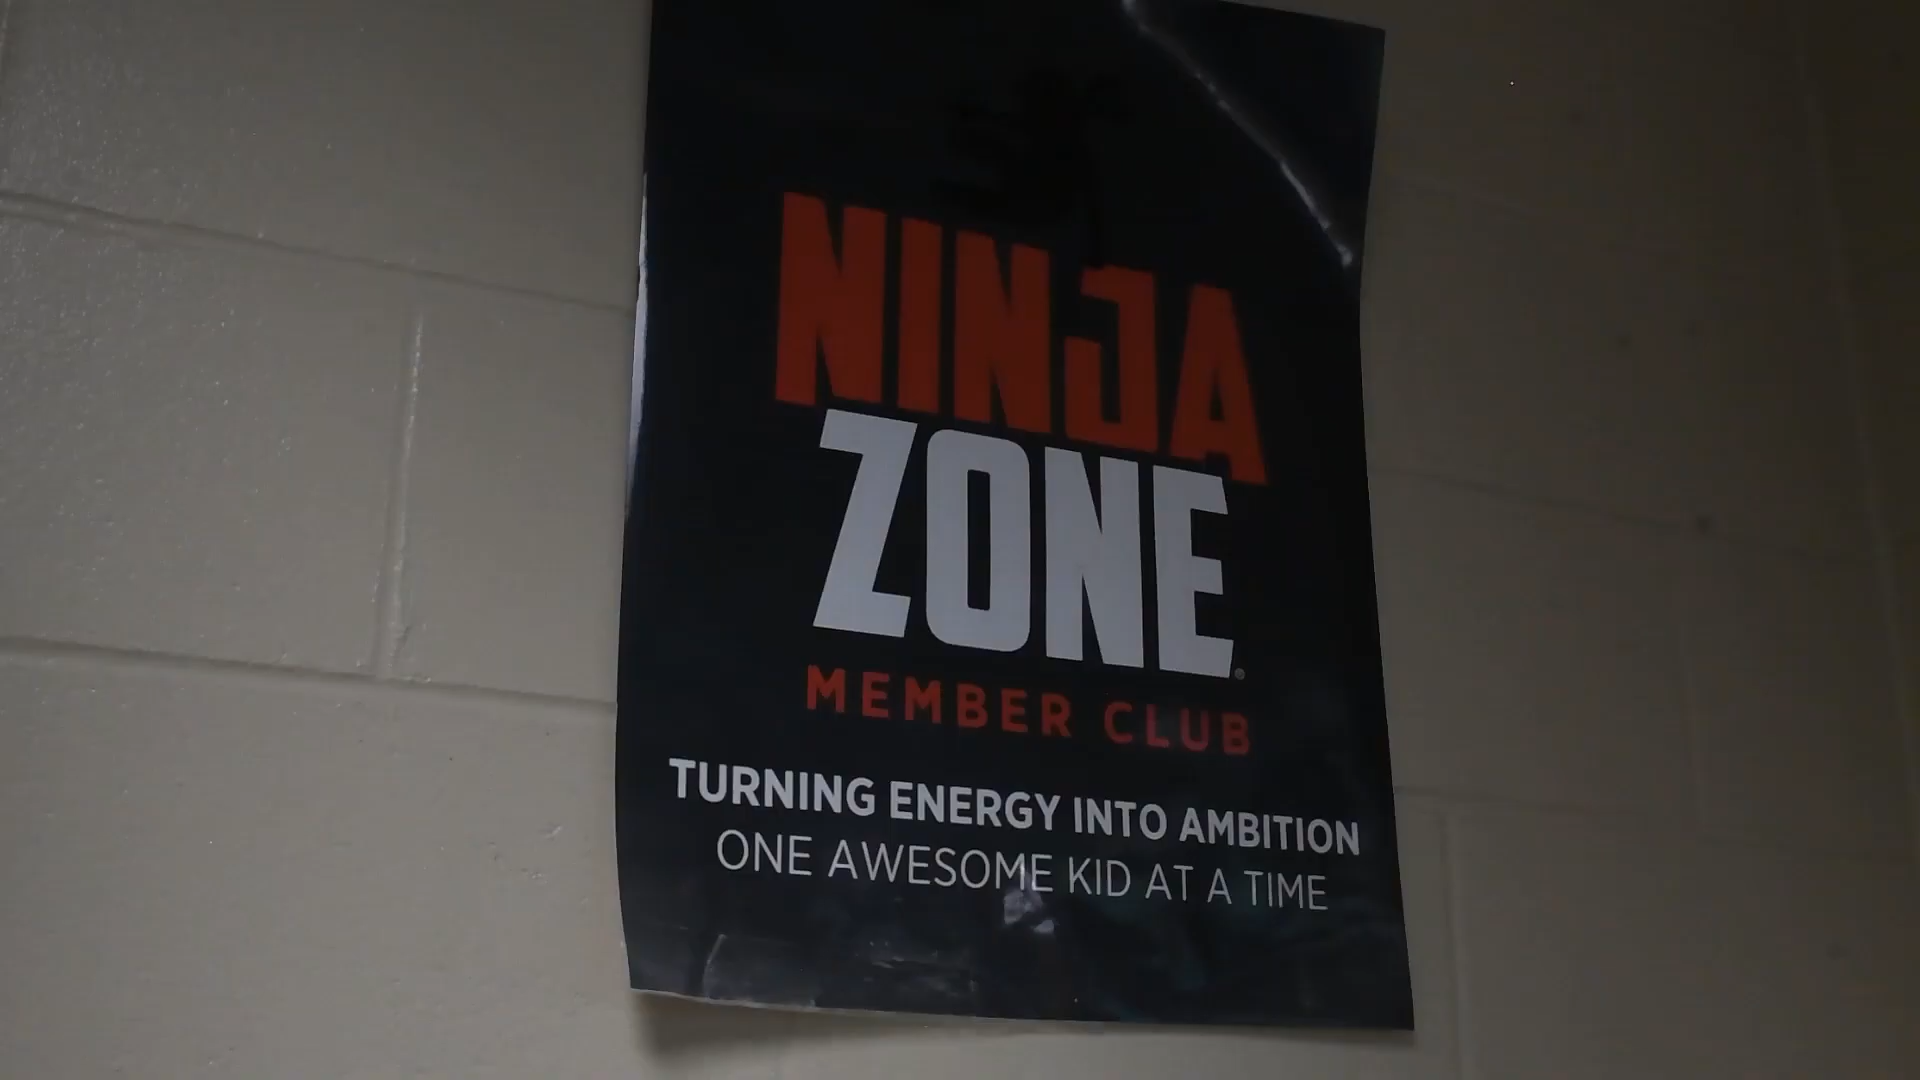 NINJA
ZONE
MEMBER CLUB
TURNING ENERGY INTO AMBITION
ONE AWESOME KID AT A TIME